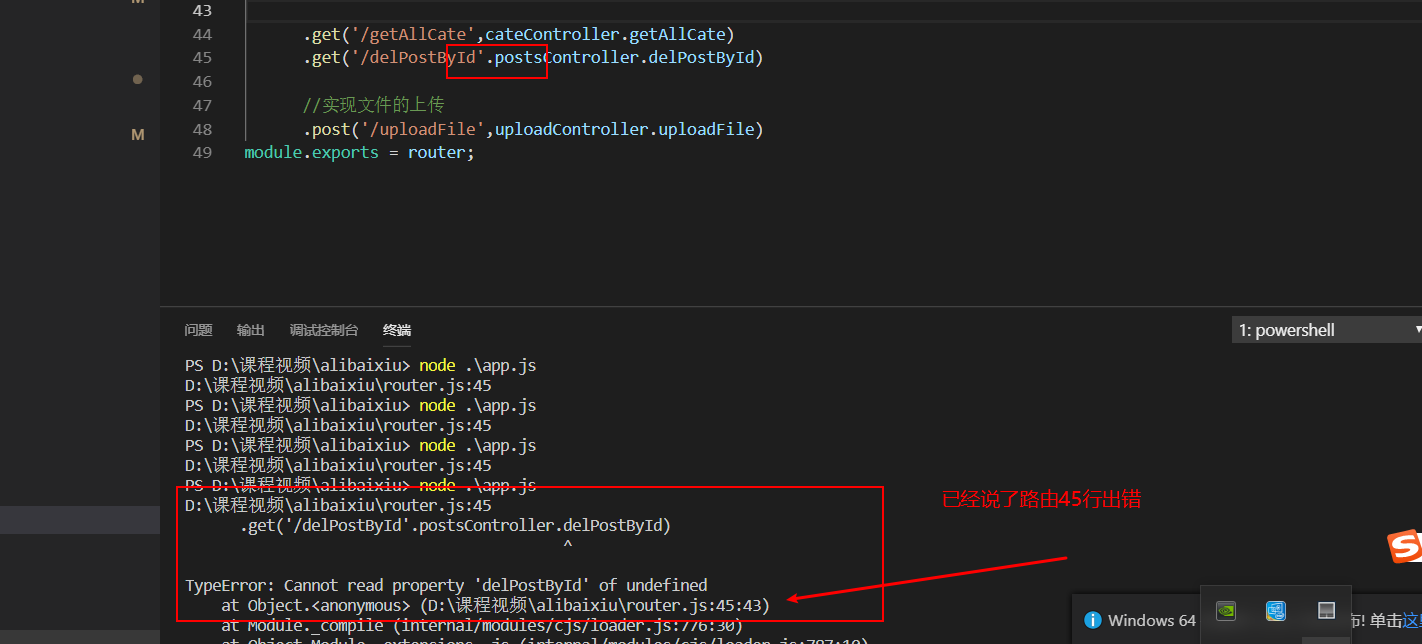 43
44 .get('/getAllCate',cateController.getAllCate)
45 .get('/delPostById'.postsController.delPostById)
46
47 //实现文件的上传
M
48 .post('/uploadFile',uploadController.uploadFile)
49 module.exports = router;
问题 输出 调试控制台 终端 1: powershell
PS D:\课程视频\alibaixiu> node .\app.js
D:\课程视频\alibaixiu\router.js:45
PS D:\课程视频\alibaixiu> node .\app.js
D:\课程视频\alibaixiu\router.js:45
PS D:\课程视频\alibaixiu> node .\app.js
D:\课程视频\alibaixiu\router.js:45
PS D:\课程视频\alibaixiu> node .\app.js
已经说了路由45行出错
D:\课程视频\alibaixiu\router.js:45
.get('/delPostById'.postsController.delPostById)
^
TypeError: Cannot read property 'delPostById' of undefined
at Object.<anonymous> (D:\课程视频\alibaixiu\router.js:45:43)
at Module._compile (internal/modules/cjs/loader.js:776:30)
Windows 64
布! 单击这
at Object.Module._extensions..js (internal/modules/cjs/loader.js:787:10)